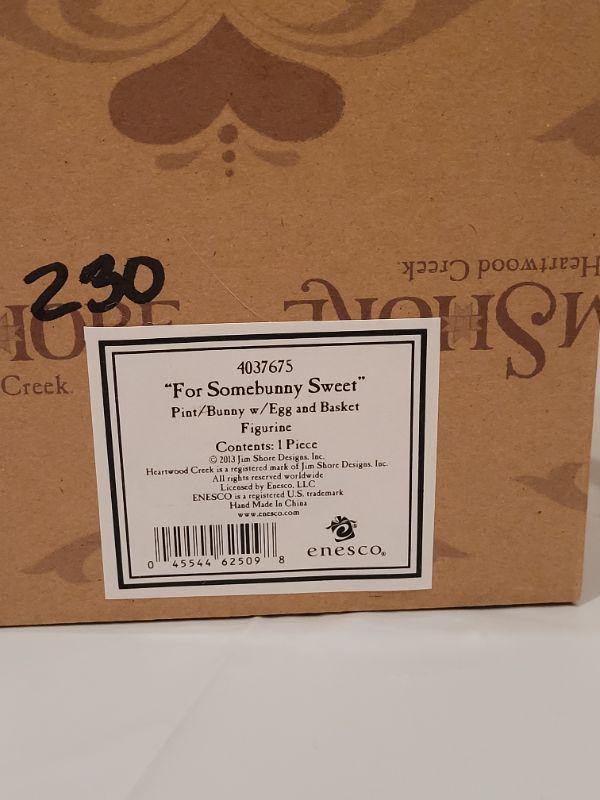 Heartwood Creek
JIM SHORE
230
Creek
4037675
"For Somebunny Sweet"
Pint/Bunny w/Egg and Basket
Figurine
Contents: 1 Piece
© 2013 Jim Shore Designs, Inc.
Heartwood Creek is a registered mark of Jim Shore Designs, Inc.
All rights reserved worldwide
Licensed by Enesco, LLC
ENESCO is a registered U.S. trademark
Hand Made In China
www.enesco.com
0 45544 62509 8
enesco®